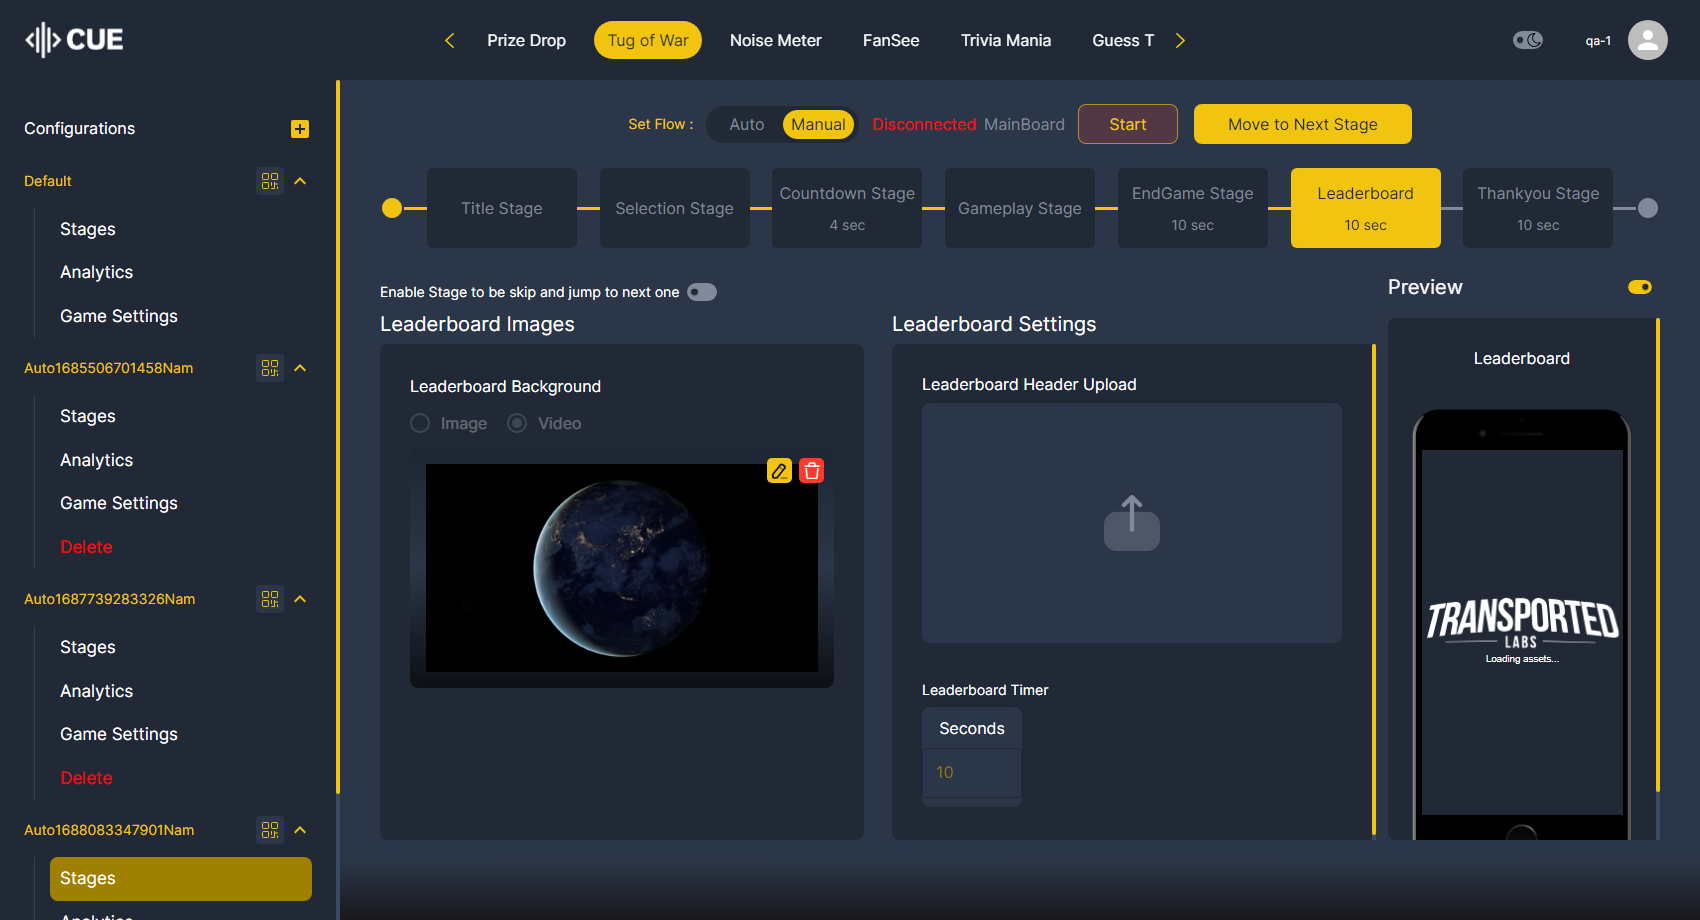 CUE
Prize Drop
Tug of War
Noise Meter
FanSee
Trivia Mania
Guess T
qa-1
Configurations
Default
Stages
Analytics
Game Settings
Auto1685506701458Nam
Stages
Analytics
Game Settings
Delete
Auto1687739283326Nam
Stages
Analytics
Game Settings
Delete
Auto1688083347901Nam
Stages
Analytics
Set Flow :
Auto
Manual
Disconnected MainBoard
Start
Move to Next Stage
Title Stage
Selection Stage
Countdown Stage
4 sec
Gameplay Stage
EndGame Stage
10 sec
Leaderboard
10 sec
Thankyou Stage
10 sec
Enable Stage to be skip and jump to next one
Leaderboard Images
Leaderboard Background
Image
Video
Leaderboard Settings
Leaderboard Header Upload
Leaderboard Timer
Seconds
10
Preview
Leaderboard
TRANSPORTED
LABS
Loading assets...